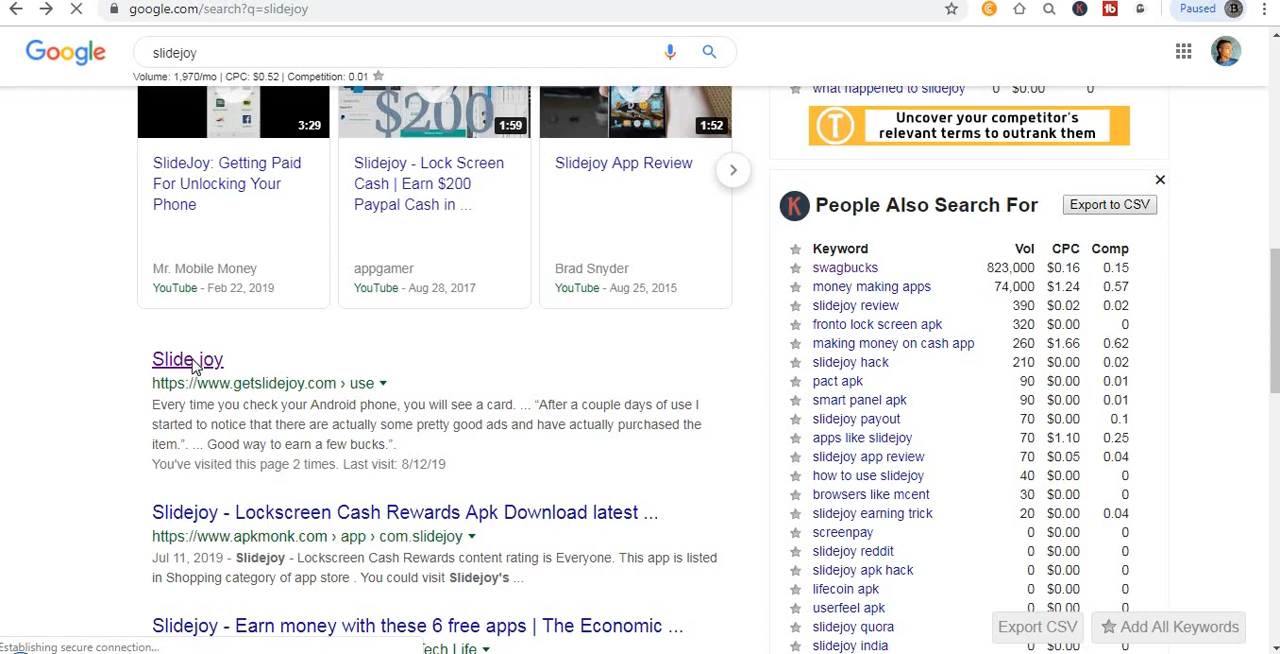 google.com/search?q=slidejoy
Paused
Google
slidejoy
Volume: 1,970/mo | CPC: $0.52 | Competition: 0.01
3:29
$200
1:59
1:52
SlideJoy: Getting Paid
For Unlocking Your
Phone
Mr. Mobile Money
YouTube - Feb 22, 2019
Slidejoy - Lock Screen
Cash | Earn $200
Paypal Cash in ...
appgamer
YouTube - Aug 28, 2017
Slidejoy App Review
Brad Snyder
YouTube - Aug 25, 2015
Slidejoy
https://www.getslidejoy.com › use
Every time you check your Android phone, you will see a card. ... “After a couple days of use I
started to notice that there are actually some pretty good ads and have actually purchased the
item.”. ... Good way to earn a few bucks.”.
You've visited this page 2 times. Last visit: 8/12/19
Slidejoy - Lockscreen Cash Rewards Apk Download latest ...
https://www.apkmonk.com › app › com.slidejoy
Jul 11, 2019 - Slidejoy - Lockscreen Cash Rewards content rating is Everyone. This app is listed
in Shopping category of app store . You could visit Slidejoy's ...
Slidejoy - Earn money with these 6 free apps | The Economic ...
Tech Life
Establishing secure connection...
what happened to slidejoy 0 $0.00 0
T
Uncover your competitor's
relevant terms to outrank them
K People Also Search For
Export to CSV
Keyword Vol CPC Comp
swagbucks 823,000 $0.16 0.15
money making apps 74,000 $1.24 0.57
slidejoy review 390 $0.02 0.02
fronto lock screen apk 320 $0.00 0
making money on cash app 260 $1.66 0.62
slidejoy hack 210 $0.00 0.02
pact apk 90 $0.00 0.01
smart panel apk 90 $0.00 0.01
slidejoy payout 70 $0.00 0.1
apps like slidejoy 70 $1.10 0.25
slidejoy app review 70 $0.05 0.04
how to use slidejoy 40 $0.00 0
browsers like mcent 30 $0.00 0
slidejoy earning trick 20 $0.00 0.04
screenpay 0 $0.00 0
slidejoy reddit 0 $0.00 0
slidejoy apk hack 0 $0.00 0
lifecoin apk 0 $0.00 0
userfeel apk 0 $0.00 0
slidejoy quora 0 $0.00 0
slidejoy india 0 $0.00 0
Export CSV
Add All Keywords